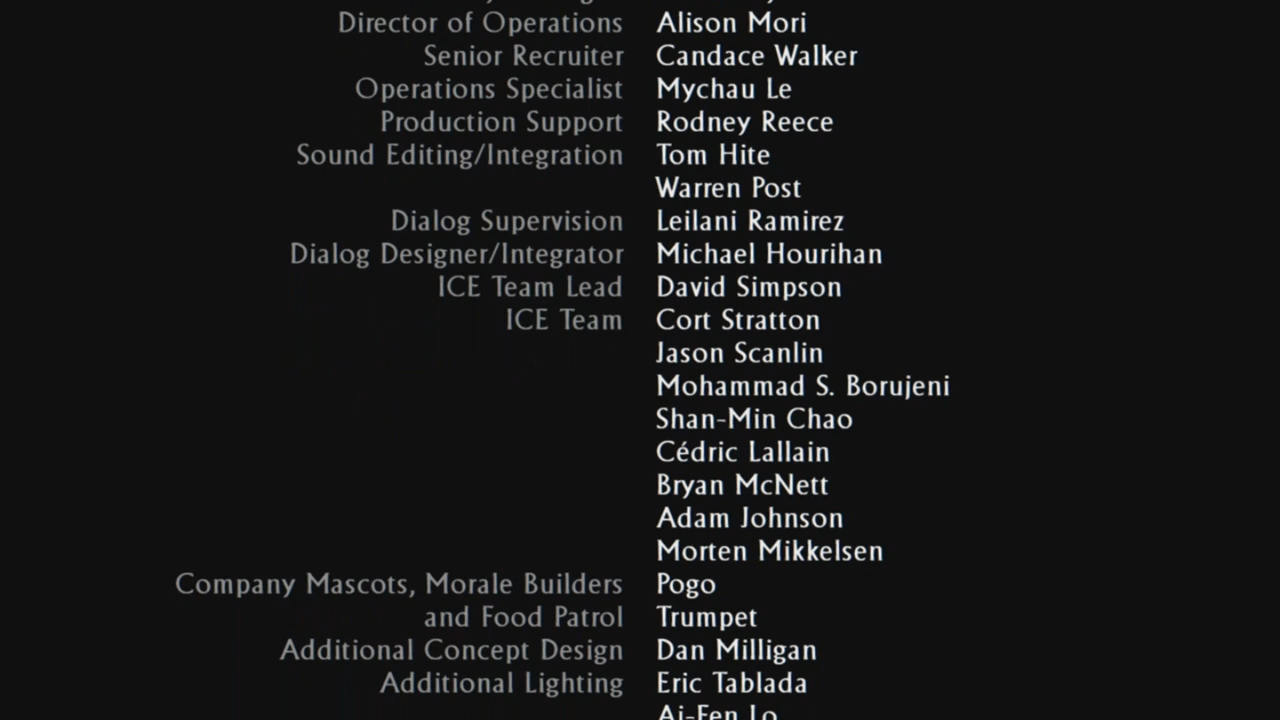 Director of Operations Alison Mori
Senior Recruiter Candace Walker
Operations Specialist Mychau Le
Production Support Rodney Reece
Sound Editing/Integration Tom Hite
Warren Post
Dialog Supervision Leilani Ramirez
Dialog Designer/Integrator Michael Hourihan
ICE Team Lead David Simpson
ICE Team Cort Stratton
Jason Scanlin
Mohammad S. Borujeni
Shan-Min Chao
Cédric Lallain
Bryan McNett
Adam Johnson
Morten Mikkelsen
Company Mascots, Morale Builders Pogo
and Food Patrol Trumpet
Additional Concept Design Dan Milligan
Additional Lighting Eric Tablada
Ai-Fen Lo